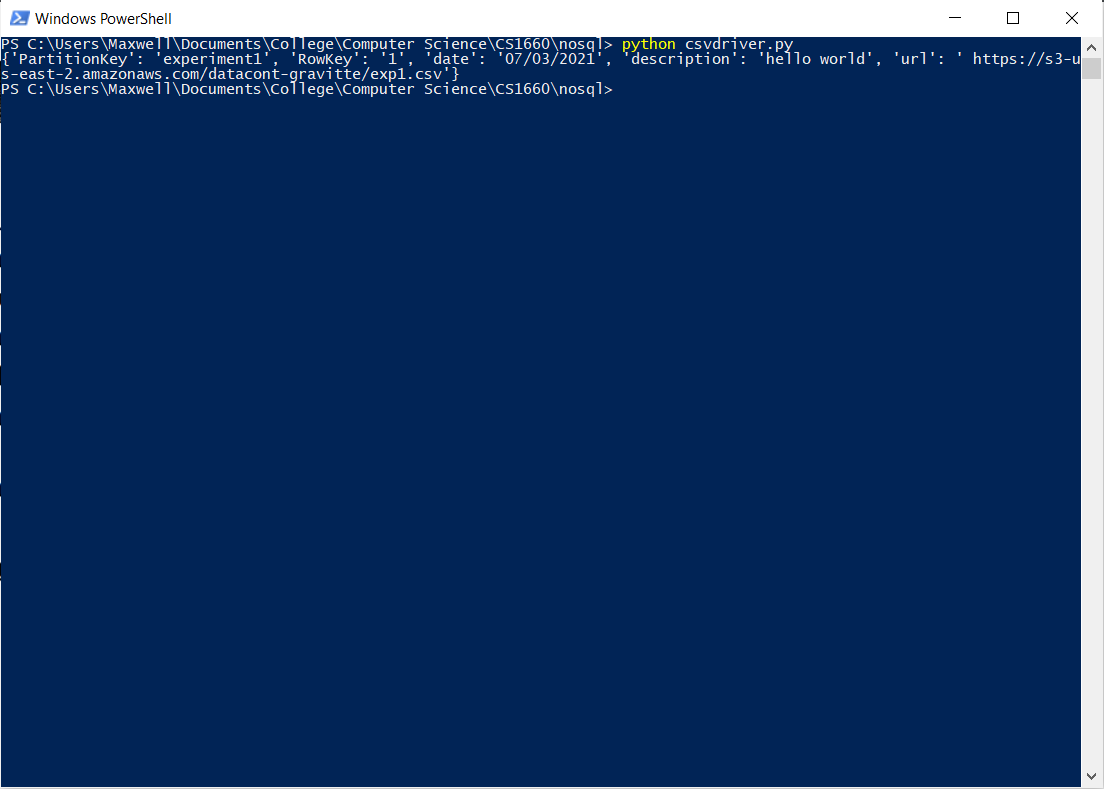 Windows PowerShell
PS C:\Users\Maxwell\Documents\College\Computer Science\CS1660\nosql> python csvdriver.py
{'PartitionKey': 'experiment1', 'RowKey': '1', 'date': '07/03/2021', 'description': 'hello world', 'url': ' https://s3-u
s-east-2.amazonaws.com/datacont-gravitte/exp1.csv'}
PS C:\Users\Maxwell\Documents\College\Computer Science\CS1660\nosql>